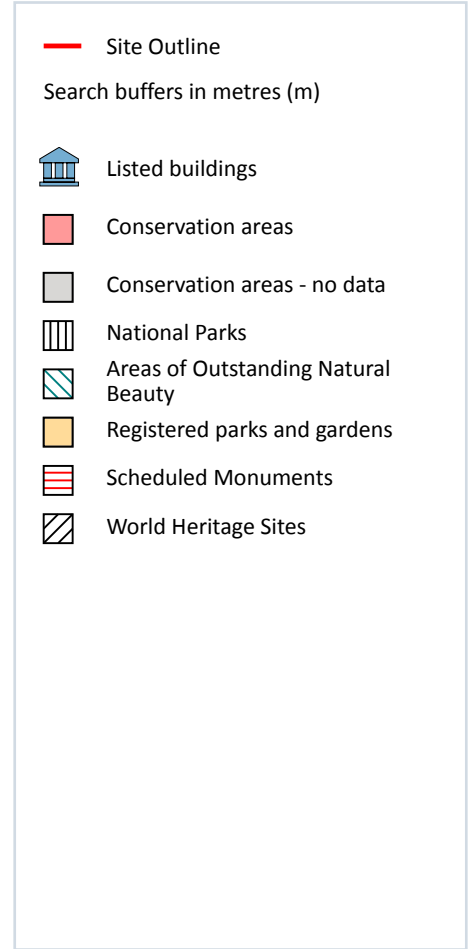 Site Outline
Search buffers in metres (m)
Listed buildings
Conservation areas
Conservation areas - no data
National Parks
Areas of Outstanding Natural
Beauty
Registered parks and gardens
Scheduled Monuments
World Heritage Sites